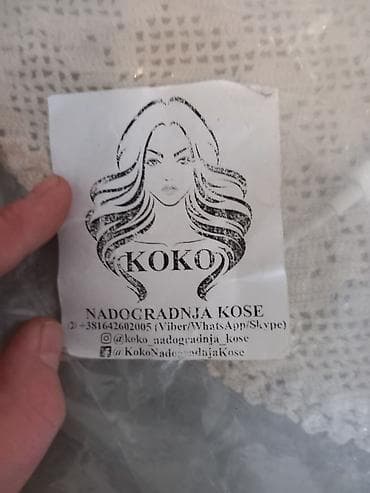 KOKO
NADOGRADNJA KOSE
+381642602005 (Viber/WhatsApp/Skype)
@koko_nadogradnja_kose
@KokoNadogradnjaKose